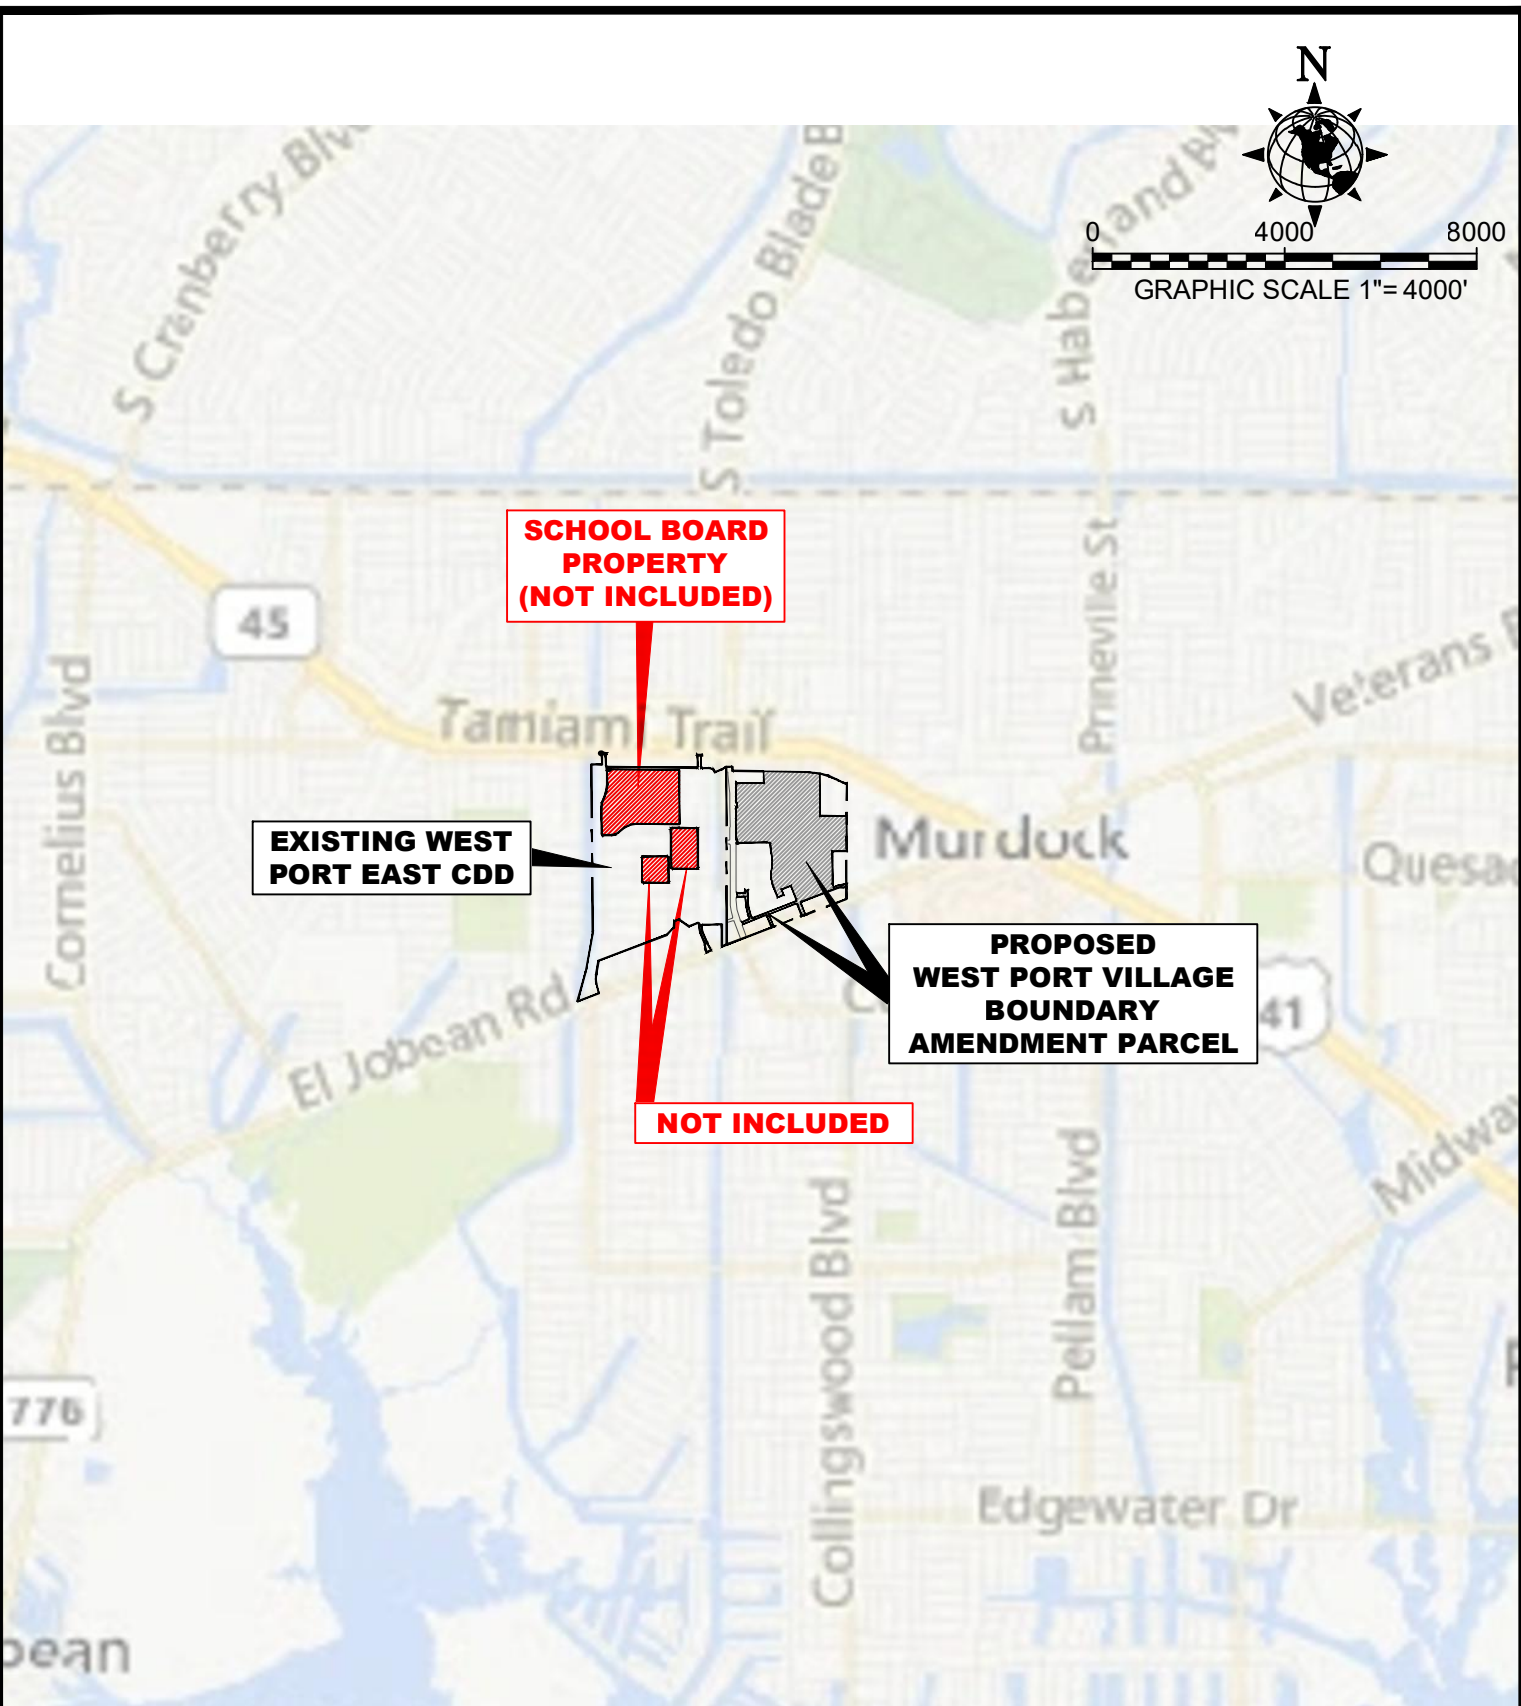 N
0 4000 8000
GRAPHIC SCALE 1"= 4000'
S Cranberry Blvd
S Toledo Blade B
S Haberland Bl
SCHOOL BOARD
PROPERTY
(NOT INCLUDED)
45
Prineville St
Veterans
Tamiami Trail
Cornelius Blvd
EXISTING WEST
PORT EAST CDD
Murdock
Quesa
PROPOSED
WEST PORT VILLAGE
BOUNDARY
AMENDMENT PARCEL
41
El Jobean Rd
NOT INCLUDED
Midwa
Pellam Blvd
Collingswood Blvd
776
Edgewater Dr
bean